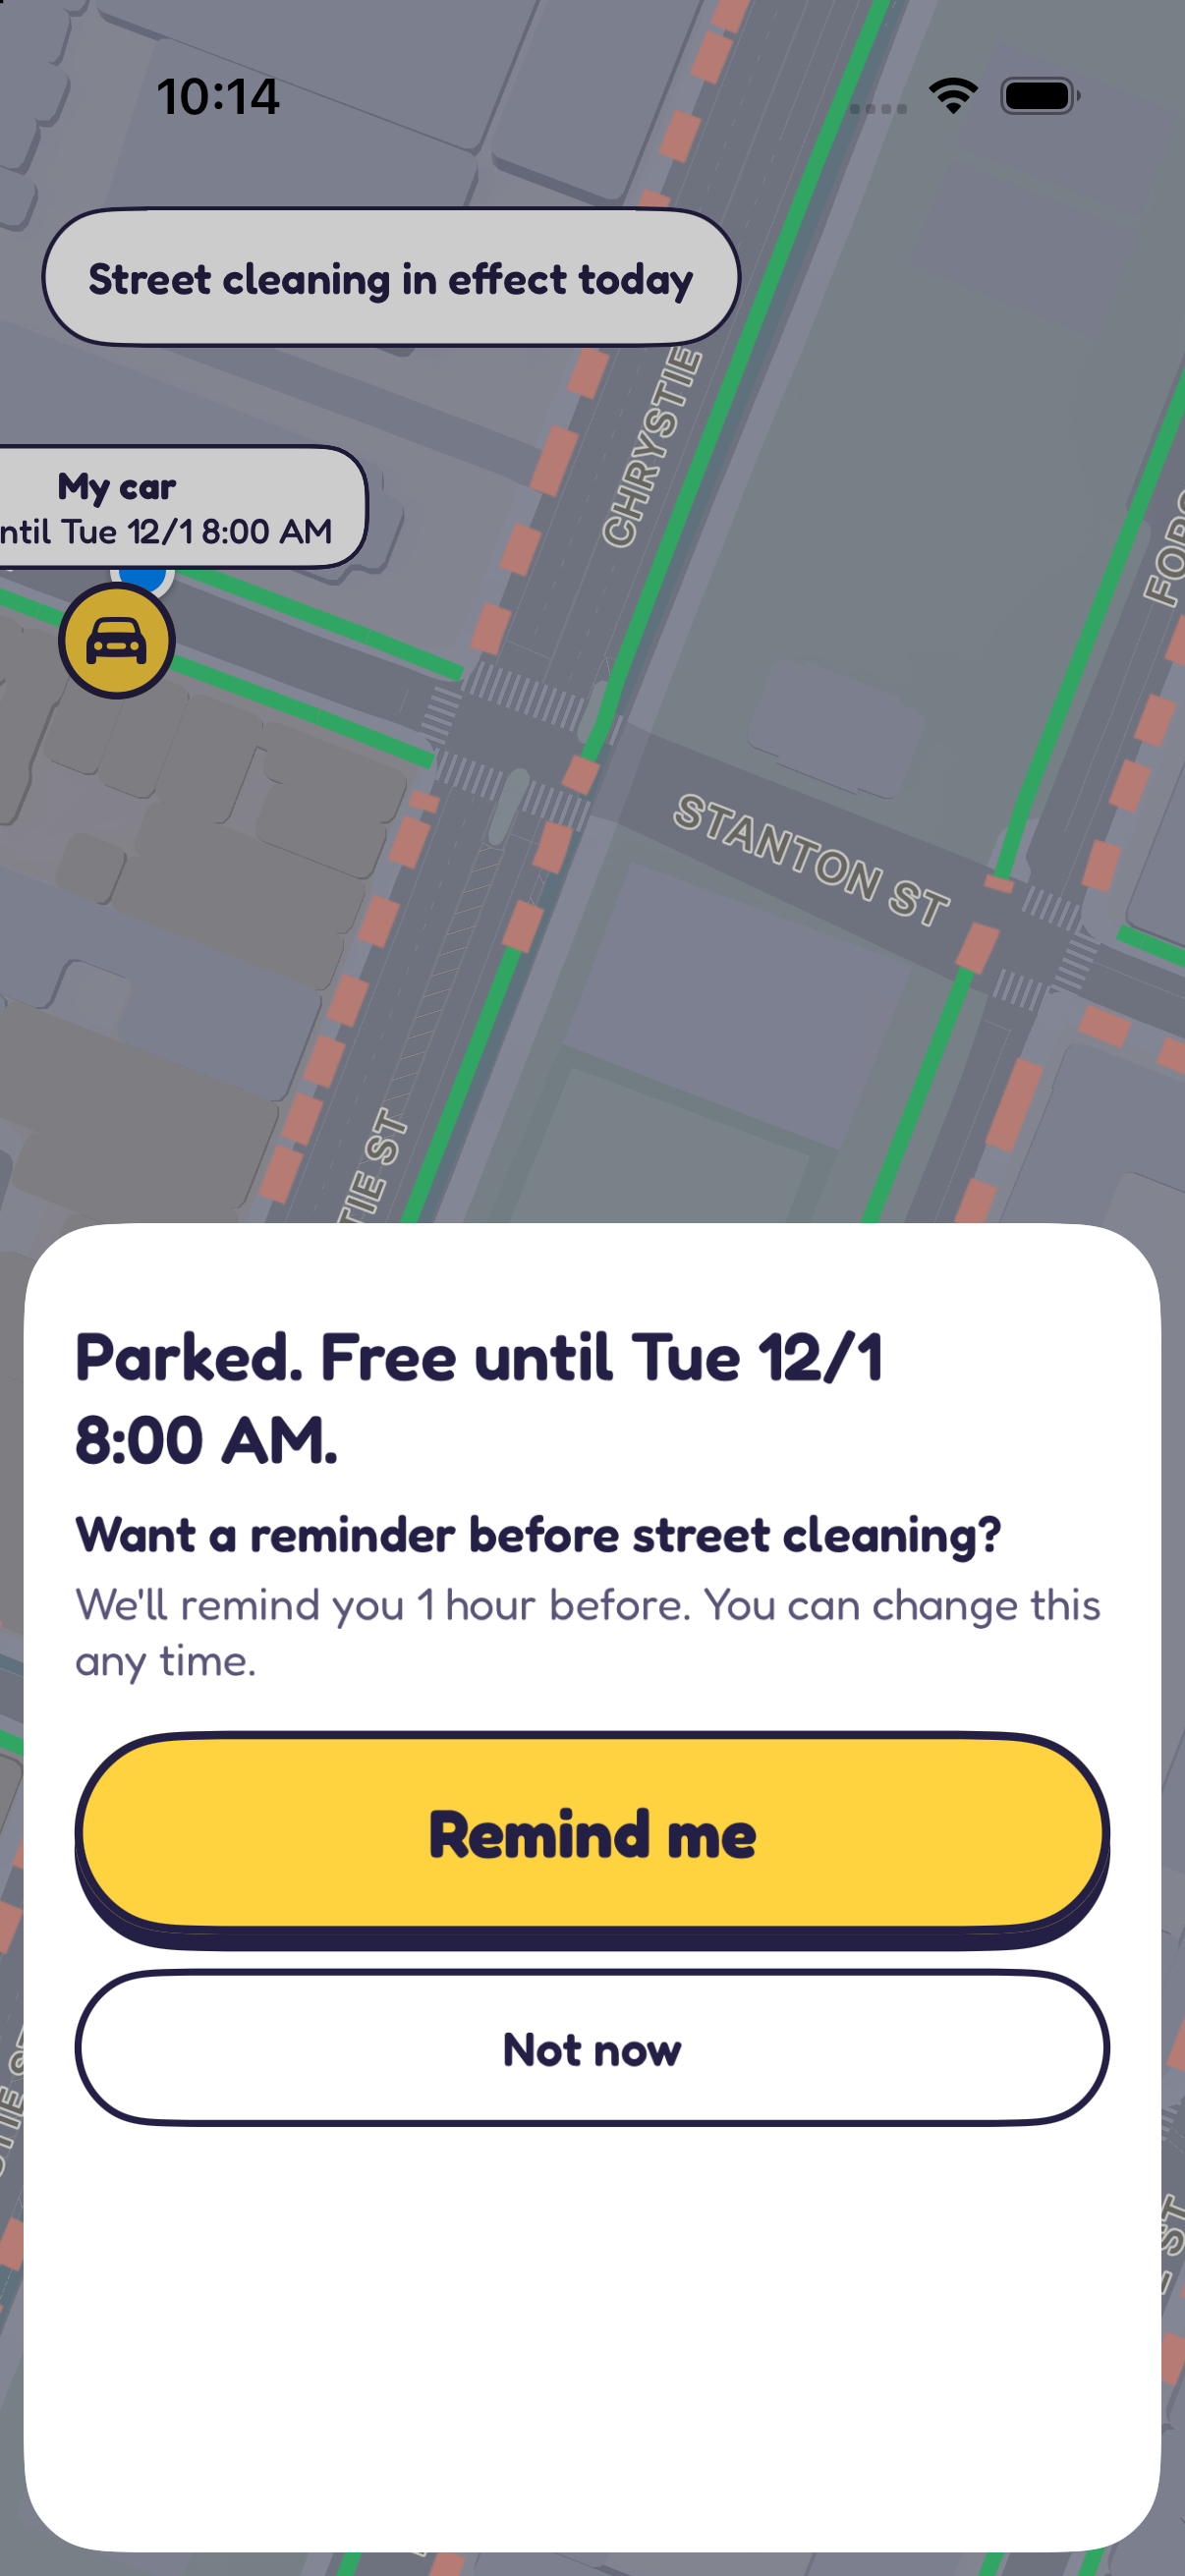 10:14
Street cleaning in effect today
CHRYSTIE
My car
ntil Tue 12/1 8:00 AM
STANTON ST
TIE ST
Parked. Free until Tue 12/1
8:00 AM.
Want a reminder before street cleaning?
We'll remind you 1 hour before. You can change this
any time.
Remind me
Not now
ST